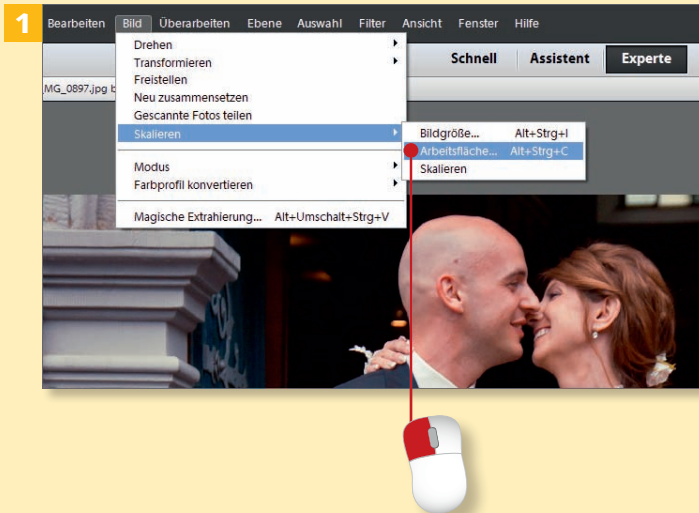 1
Bearbeiten Bild Überarbeiten Ebene Auswahl Filter Ansicht Fenster Hilfe
Schnell Assistent Experte
MG_0897.jpg b
Drehen
Transformieren
Freistellen
Neu zusammensetzen
Gescannte Fotos teilen
Skalieren
Modus
Farbprofil konvertieren
Magische Extrahierung... Alt+Umschalt+Strg+V
Bildgröße... Alt+Strg+I
Arbeitsfläche... Alt+Strg+C
Skalieren